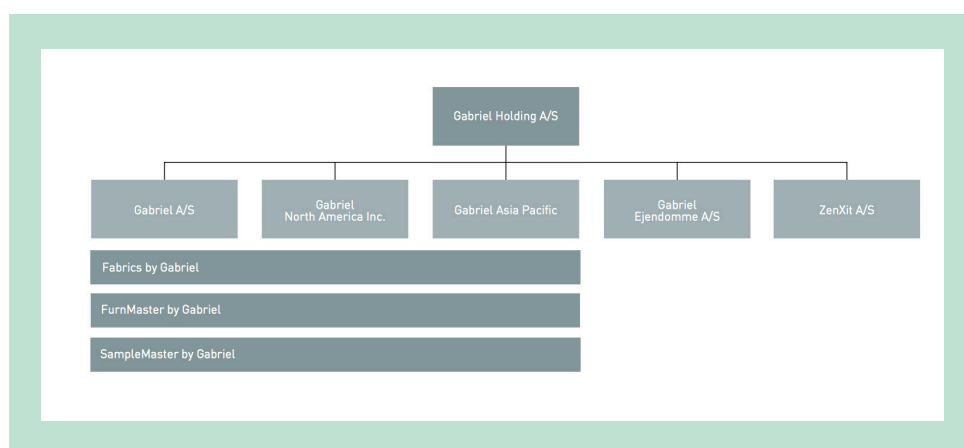 Gabriel Holding A/S
Gabriel A/S
Gabriel
North America Inc.
Gabriel Asia Pacific
Gabriel
Ejendomme A/S
ZenXit A/S
Fabrics by Gabriel
FurnMaster by Gabriel
SampleMaster by Gabriel